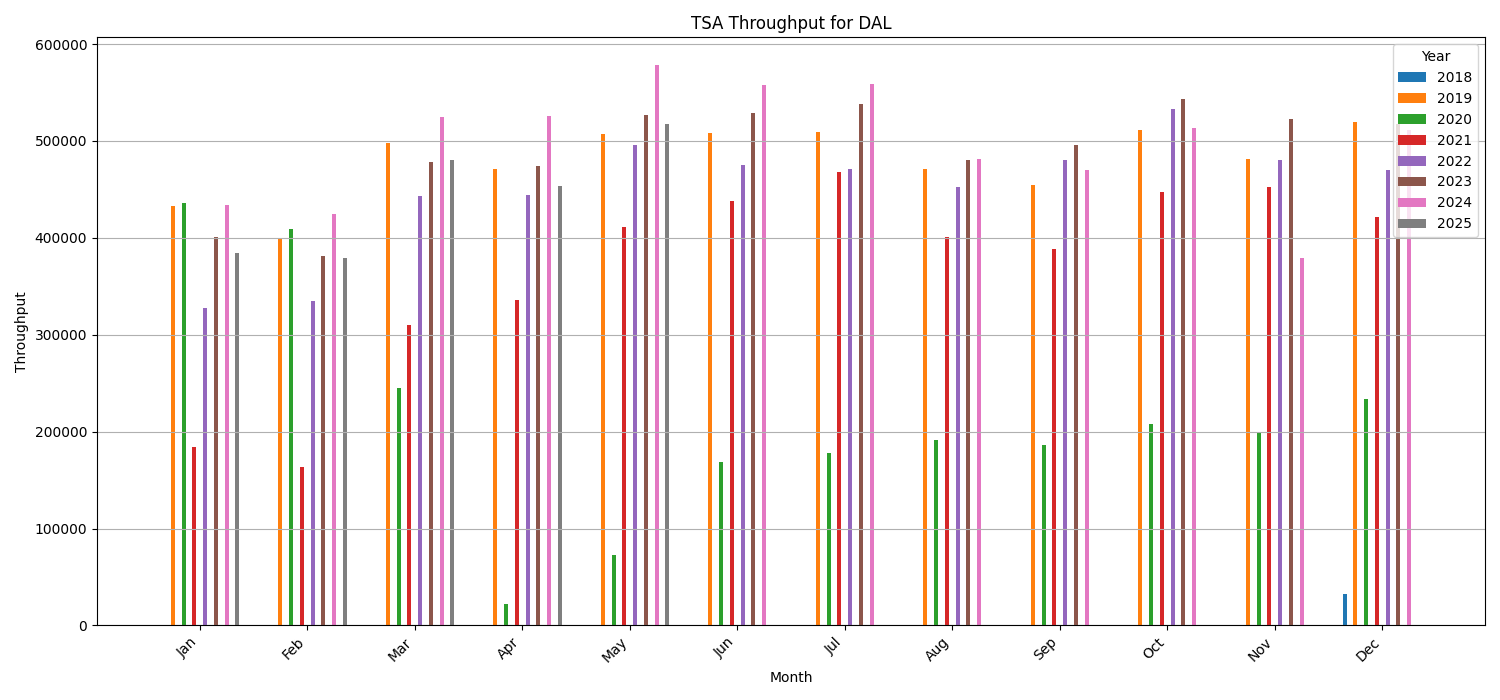 TSA Throughput for DAL
Year
2018
2019
2020
2021
2022
2023
2024
2025
600000
500000
400000
300000
200000
100000
0
Throughput
Jan
Feb
Mar
Apr
May
Jun
Jul
Aug
Sep
Oct
Nov
Dec
Month